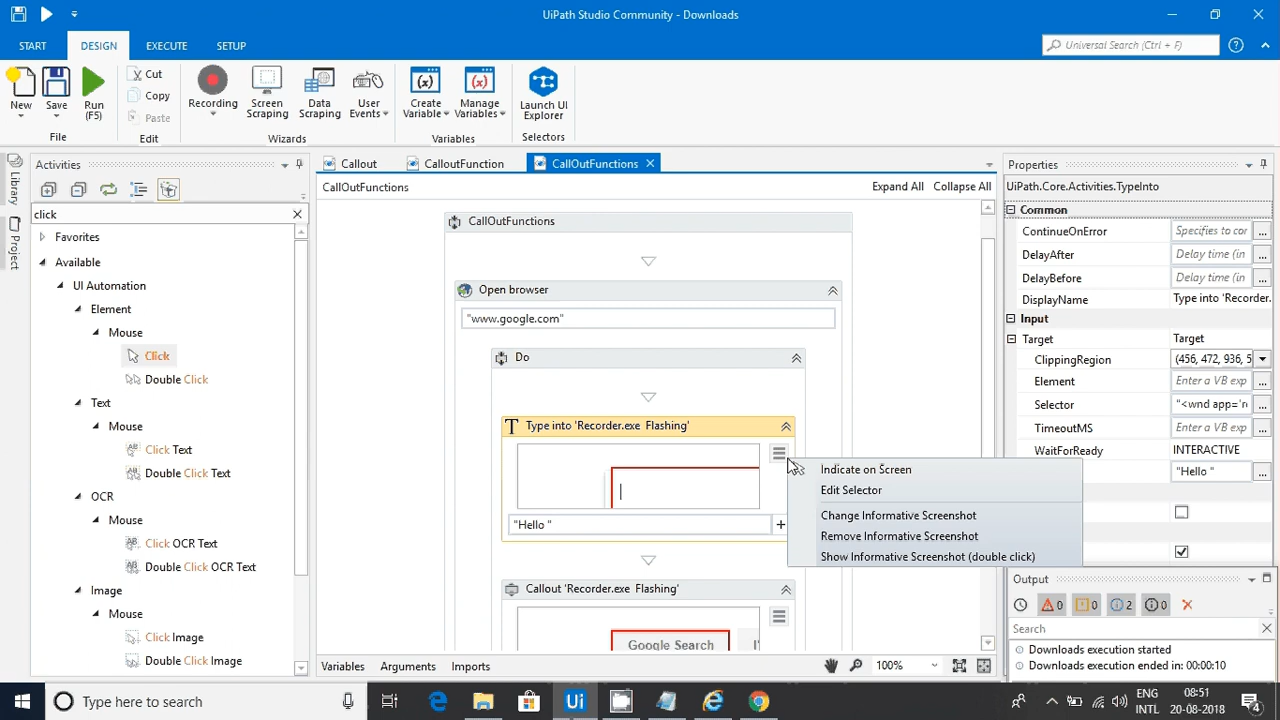 UiPath Studio Community - Downloads
START DESIGN EXECUTE SETUP
Universal Search (Ctrl + F)
New
Save
Run
(F5)
Cut
Copy
Paste
Recording
Screen
Scraping
Data
Scraping
User
Events
Create
Variable
Manage
Variables
Launch UI
Explorer
File
Edit
Wizards
Variables
Selectors
Library
Project
Activities
click
Favorites
Available
UI Automation
Element
Mouse
Click
Double Click
Text
Mouse
Click Text
Double Click Text
OCR
Mouse
Click OCR Text
Double Click OCR Text
Image
Mouse
Click Image
Double Click Image
Callout
CalloutFunction
CallOutFunctions
CallOutFunctions
Expand All Collapse All
CallOutFunctions
Open browser
"www.google.com"
Do
Type into 'Recorder.exe Flashing'
"Hello "
Indicate on Screen
Edit Selector
Change Informative Screenshot
Remove Informative Screenshot
Show Informative Screenshot (double click)
Callout 'Recorder.exe Flashing'
Google Search
Variables Arguments Imports
100%
Properties
UiPath.Core.Activities.TypeInto
Common
ContinueOnError Specifies to cor ...
DelayAfter Delay time (in ...
DelayBefore Delay time (in ...
DisplayName Type into 'Recorder.
Input
Target Target
ClippingRegion (456, 472, 936, 5
Element Enter a VB exp ...
Selector "<wnd app='re ...
TimeoutMS Enter a VB exp ...
WaitForReady INTERACTIVE
"Hello " ...
Output
0 0 2 0
Search
Downloads execution started
Downloads execution ended in: 00:00:10
Type here to search
Ui
ENG
INTL
08:51
20-08-2018
4